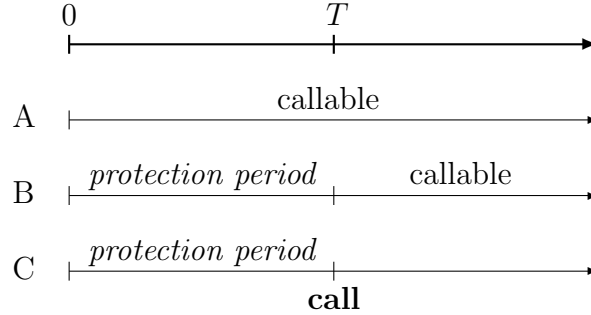 0 T
callable
A
protection period callable
B
protection period
C
call